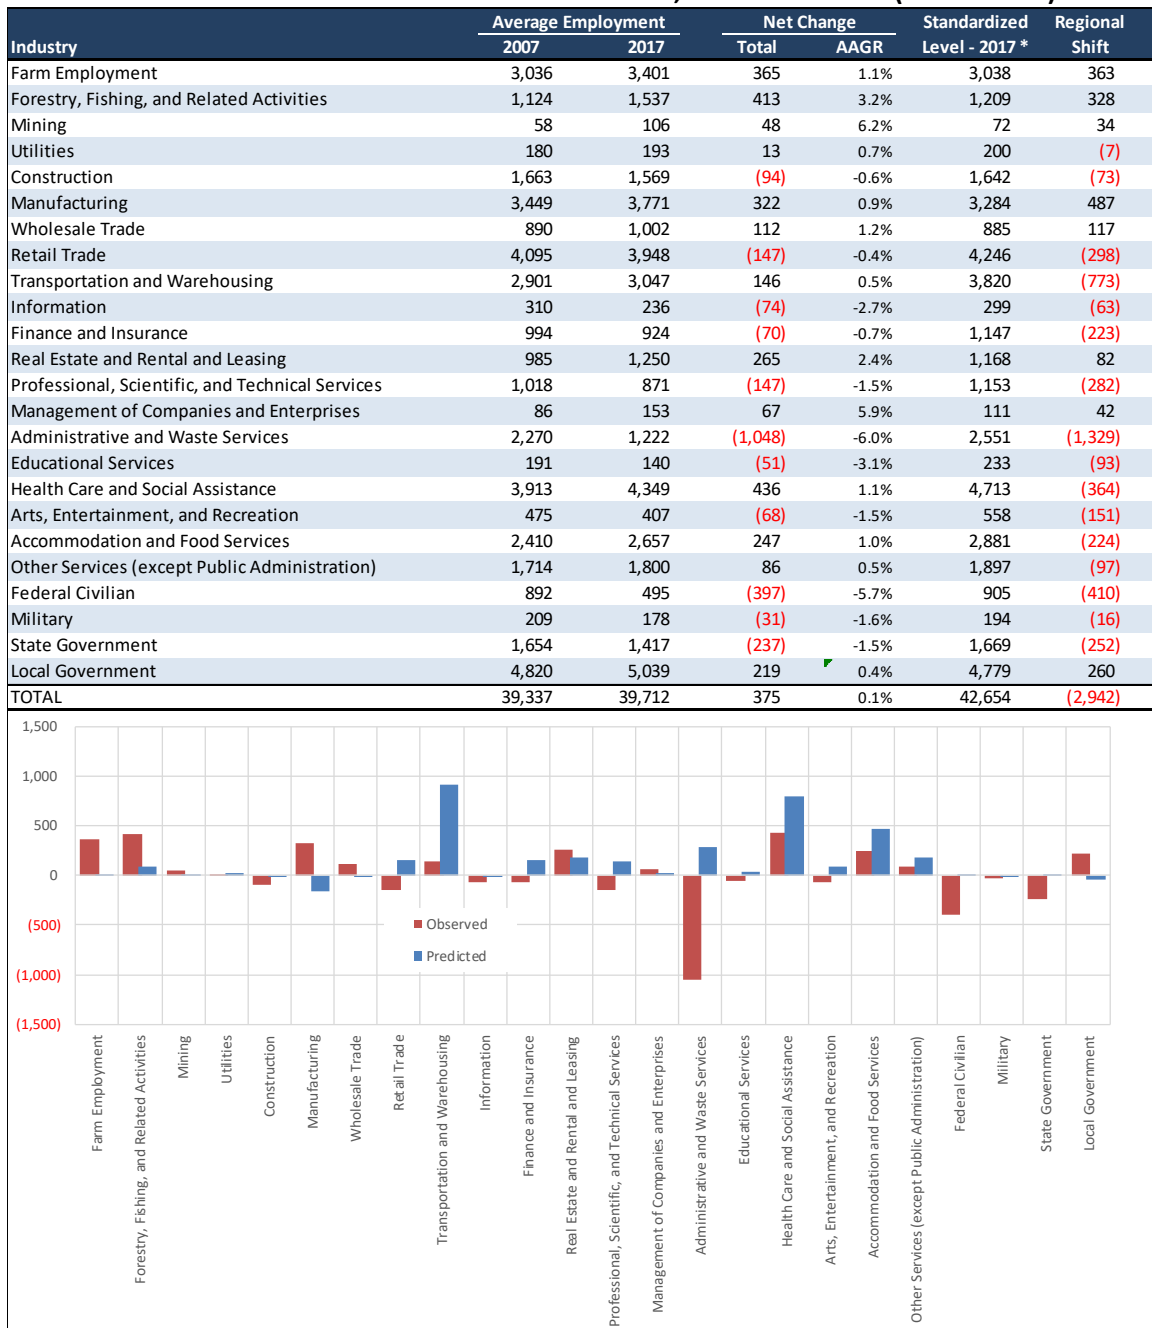 Average Employment Net Change Standardized Regional
Industry 2007 2017 Total AAGR Level - 2017 * Shift
Farm Employment 3,036 3,401 365 1.1% 3,038 363
Forestry, Fishing, and Related Activities 1,124 1,537 413 3.2% 1,209 328
Mining 58 106 48 6.2% 72 34
Utilities 180 193 13 0.7% 200 (7)
Construction 1,663 1,569 (94) -0.6% 1,642 (73)
Manufacturing 3,449 3,771 322 0.9% 3,284 487
Wholesale Trade 890 1,002 112 1.2% 885 117
Retail Trade 4,095 3,948 (147) -0.4% 4,246 (298)
Transportation and Warehousing 2,901 3,047 146 0.5% 3,820 (773)
Information 310 236 (74) -2.7% 299 (63)
Finance and Insurance 994 924 (70) -0.7% 1,147 (223)
Real Estate and Rental and Leasing 985 1,250 265 2.4% 1,168 82
Professional, Scientific, and Technical Services 1,018 871 (147) -1.5% 1,153 (282)
Management of Companies and Enterprises 86 153 67 5.9% 111 42
Administrative and Waste Services 2,270 1,222 (1,048) -6.0% 2,551 (1,329)
Educational Services 191 140 (51) -3.1% 233 (93)
Health Care and Social Assistance 3,913 4,349 436 1.1% 4,713 (364)
Arts, Entertainment, and Recreation 475 407 (68) -1.5% 558 (151)
Accommodation and Food Services 2,410 2,657 247 1.0% 2,881 (224)
Other Services (except Public Administration) 1,714 1,800 86 0.5% 1,897 (97)
Federal Civilian 892 495 (397) -5.7% 905 (410)
Military 209 178 (31) -1.6% 194 (16)
State Government 1,654 1,417 (237) -1.5% 1,669 (252)
Local Government 4,820 5,039 219 0.4% 4,779 260
TOTAL 39,337 39,712 375 0.1% 42,654 (2,942)
1,500
1,000
500
0
(500)
(1,000)
(1,500)
Observed
Predicted
Farm Employment
Forestry, Fishing, and Related Activities
Mining
Utilities
Construction
Manufacturing
Wholesale Trade
Retail Trade
Transportation and Warehousing
Information
Finance and Insurance
Real Estate and Rental and Leasing
Professional, Scientific, and Technical Services
Management of Companies and Enterprises
Administrative and Waste Services
Educational Services
Health Care and Social Assistance
Arts, Entertainment, and Recreation
Accommodation and Food Services
Other Services (except Public Administration)
Federal Civilian
Military
State Government
Local Government